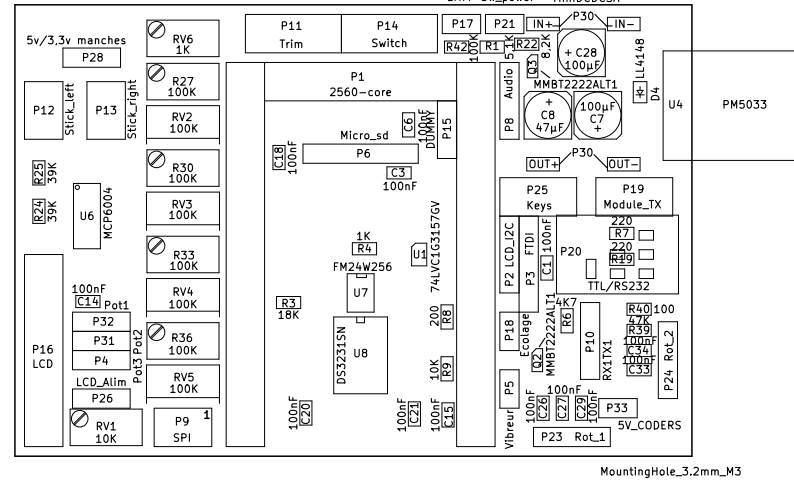 5v/3,3v manches
P28
RV6
1K
P11
Trim
P14
Switch
P17
P21
IN+
P30
IN-
R42
100K
R1
5,1K
R22
8,2K
Q3
+ C28
100µF
MMBT2222ALT1
LL4148
D4
U4
PM5033
P12
Stick_left
P13
Stick_right
R27
100K
RV2
100K
P1
2560-core
Audio
P8
+
C8
47µF
100µF
C7
+
C6
100nF
DUMMY
P15
Micro_sd
P6
C18
100nF
C3
100nF
OUT+
P30
OUT-
R25
39K
R24
39K
U6
MCP6004
R30
100K
RV3
100K
P25
Keys
P19
Module_TX
R33
100K
1K
R4
FM24W256
U7
U1
74LVC1G3157GV
P2 LCD_I2C
P3 FTDI
C1 100nF
P20
220
R7
220
R19
TTL/RS232
P16
LCD
100nF
C14
Pot1
P32
P31
P4
Pot3 Pot2
RV4
100K
R3
18K
DS3231SN
U8
200
R8
P18
Ecolage
Q2
MMBT2222ALT1
4K7
R6
P10
RX1TX1
R40 100
47K
R39
100nF
C34
100nF
C33
P24 Rot_2
R36
100K
RV5
100K
10K
R9
LCD_Alim
P26
RV1
10K
P9
SPI
1
100nF
C20
100nF
C21
100nF
C15
P5
Vibreur
100nF
100nF
C26
C27
C29
100nF
P33
5V_CODERS
P23 Rot_1
MountingHole_3.2mm_M3